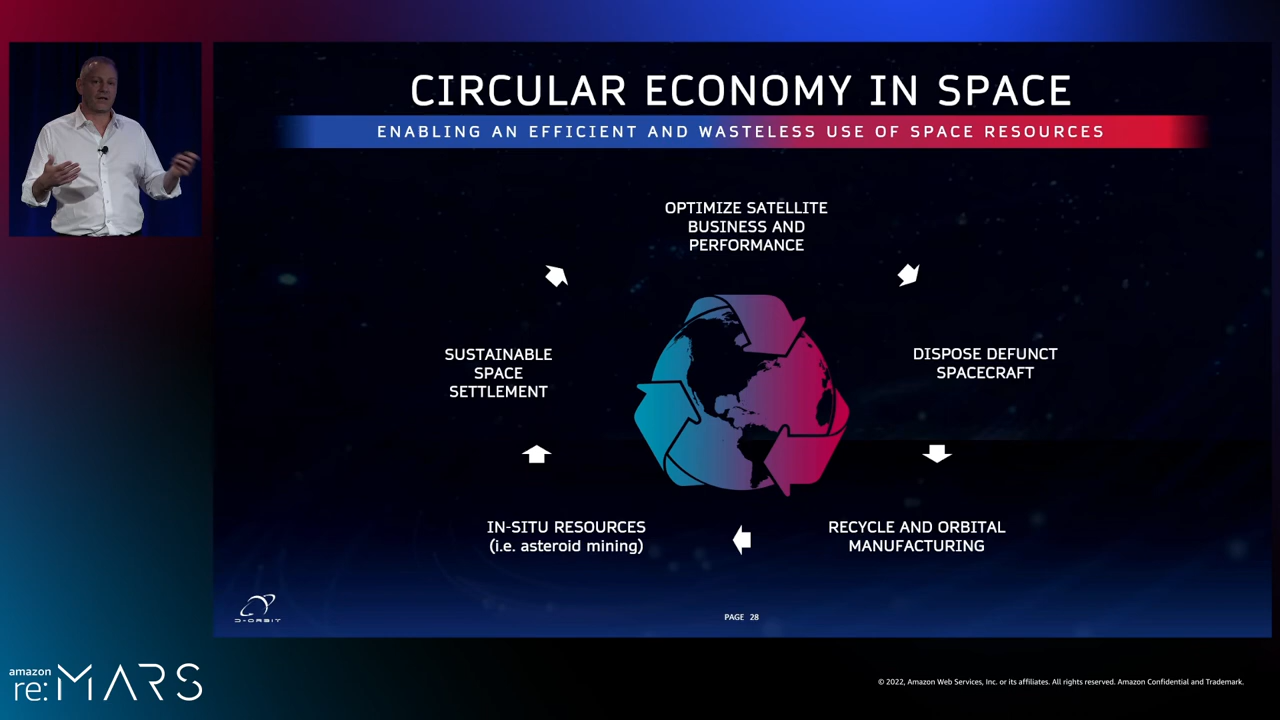 CIRCULAR ECONOMY IN SPACE
ENABLING AN EFFICIENT AND WASTELESS USE OF SPACE RESOURCES
OPTIMIZE SATELLITE
BUSINESS AND
PERFORMANCE
DISPOSE DEFUNCT
SPACECRAFT
SUSTAINABLE
SPACE
SETTLEMENT
IN-SITU RESOURCES
(i.e. asteroid mining)
RECYCLE AND ORBITAL
MANUFACTURING
D-ORBIT
PAGE 28
amazon
re:MARS
© 2022, Amazon Web Services, Inc. or its affiliates. All rights reserved. Amazon Confidential and Trademark.